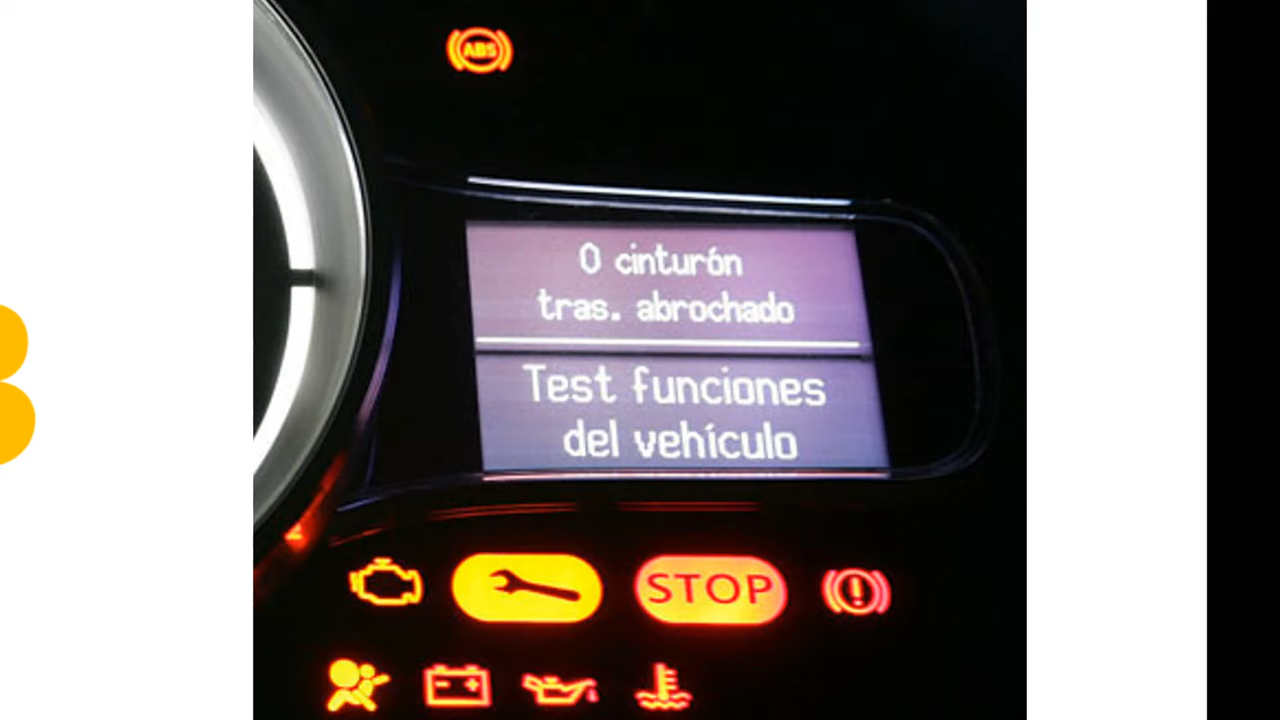 ABS
0 cinturón
tras. abrochado
Test funciones
del vehículo
STOP